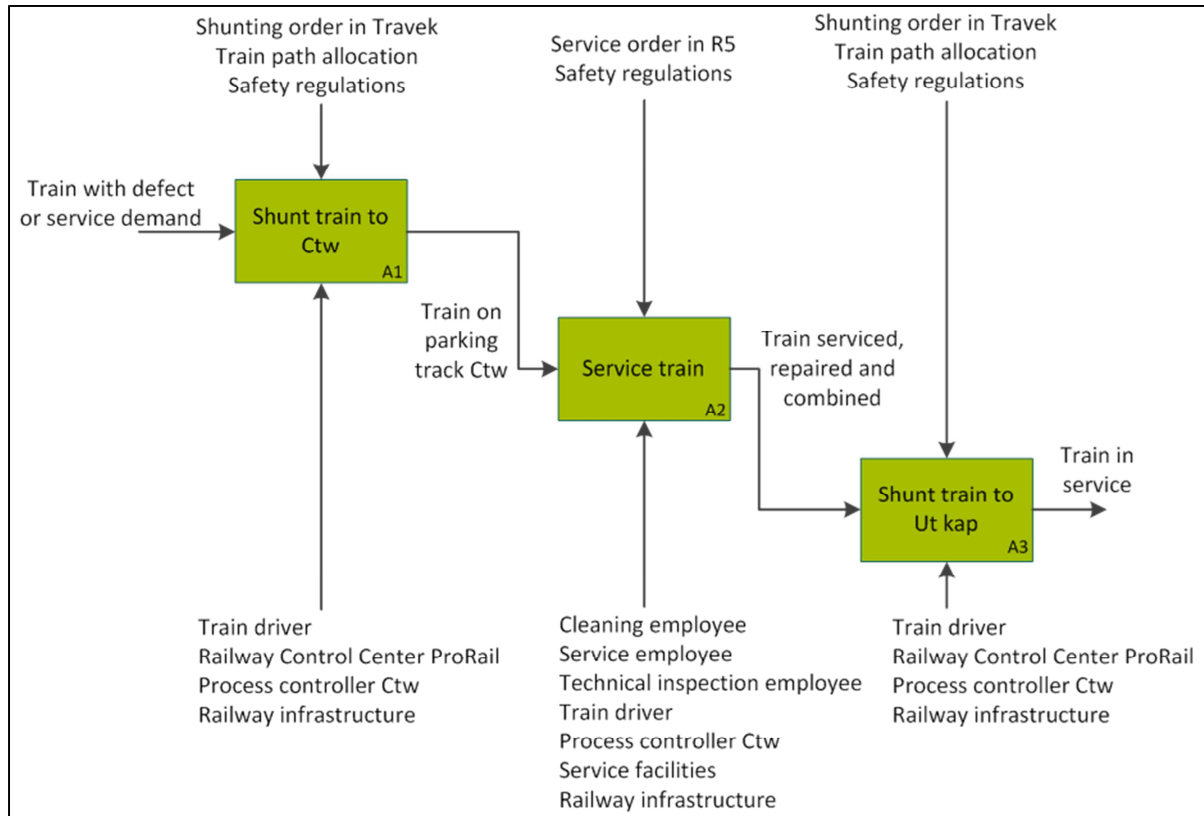 Shunting order in Travek
Train path allocation
Safety regulations
Service order in R5
Safety regulations
Shunting order in Travek
Train path allocation
Safety regulations
Train with defect
or service demand
Shunt train to
Ctw
A1
Train on
parking
track Ctw
Service train
A2
Train serviced,
repaired and
combined
Shunt train to
Ut kap
A3
Train in
service
Train driver
Railway Control Center ProRail
Process controller Ctw
Railway infrastructure
Cleaning employee
Service employee
Technical inspection employee
Train driver
Process controller Ctw
Service facilities
Railway infrastructure
Train driver
Railway Control Center ProRail
Process controller Ctw
Railway infrastructure